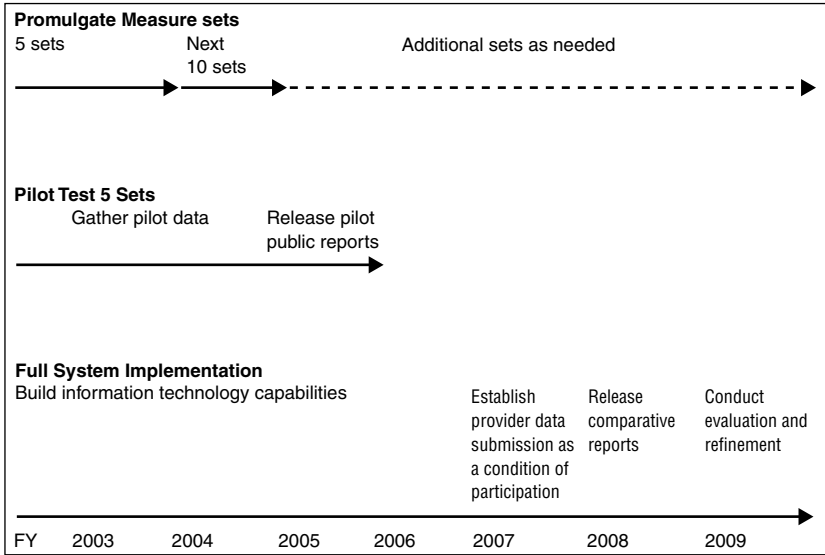 Promulgate Measure sets
5 sets
Next
10 sets
Additional sets as needed
Pilot Test 5 Sets
Gather pilot data
Release pilot
public reports
Full System Implementation
Build information technology capabilities
Establish
provider data
submission as
a condition of
participation
Release
comparative
reports
Conduct
evaluation and
refinement
FY 2003 2004 2005 2006 2007 2008 2009